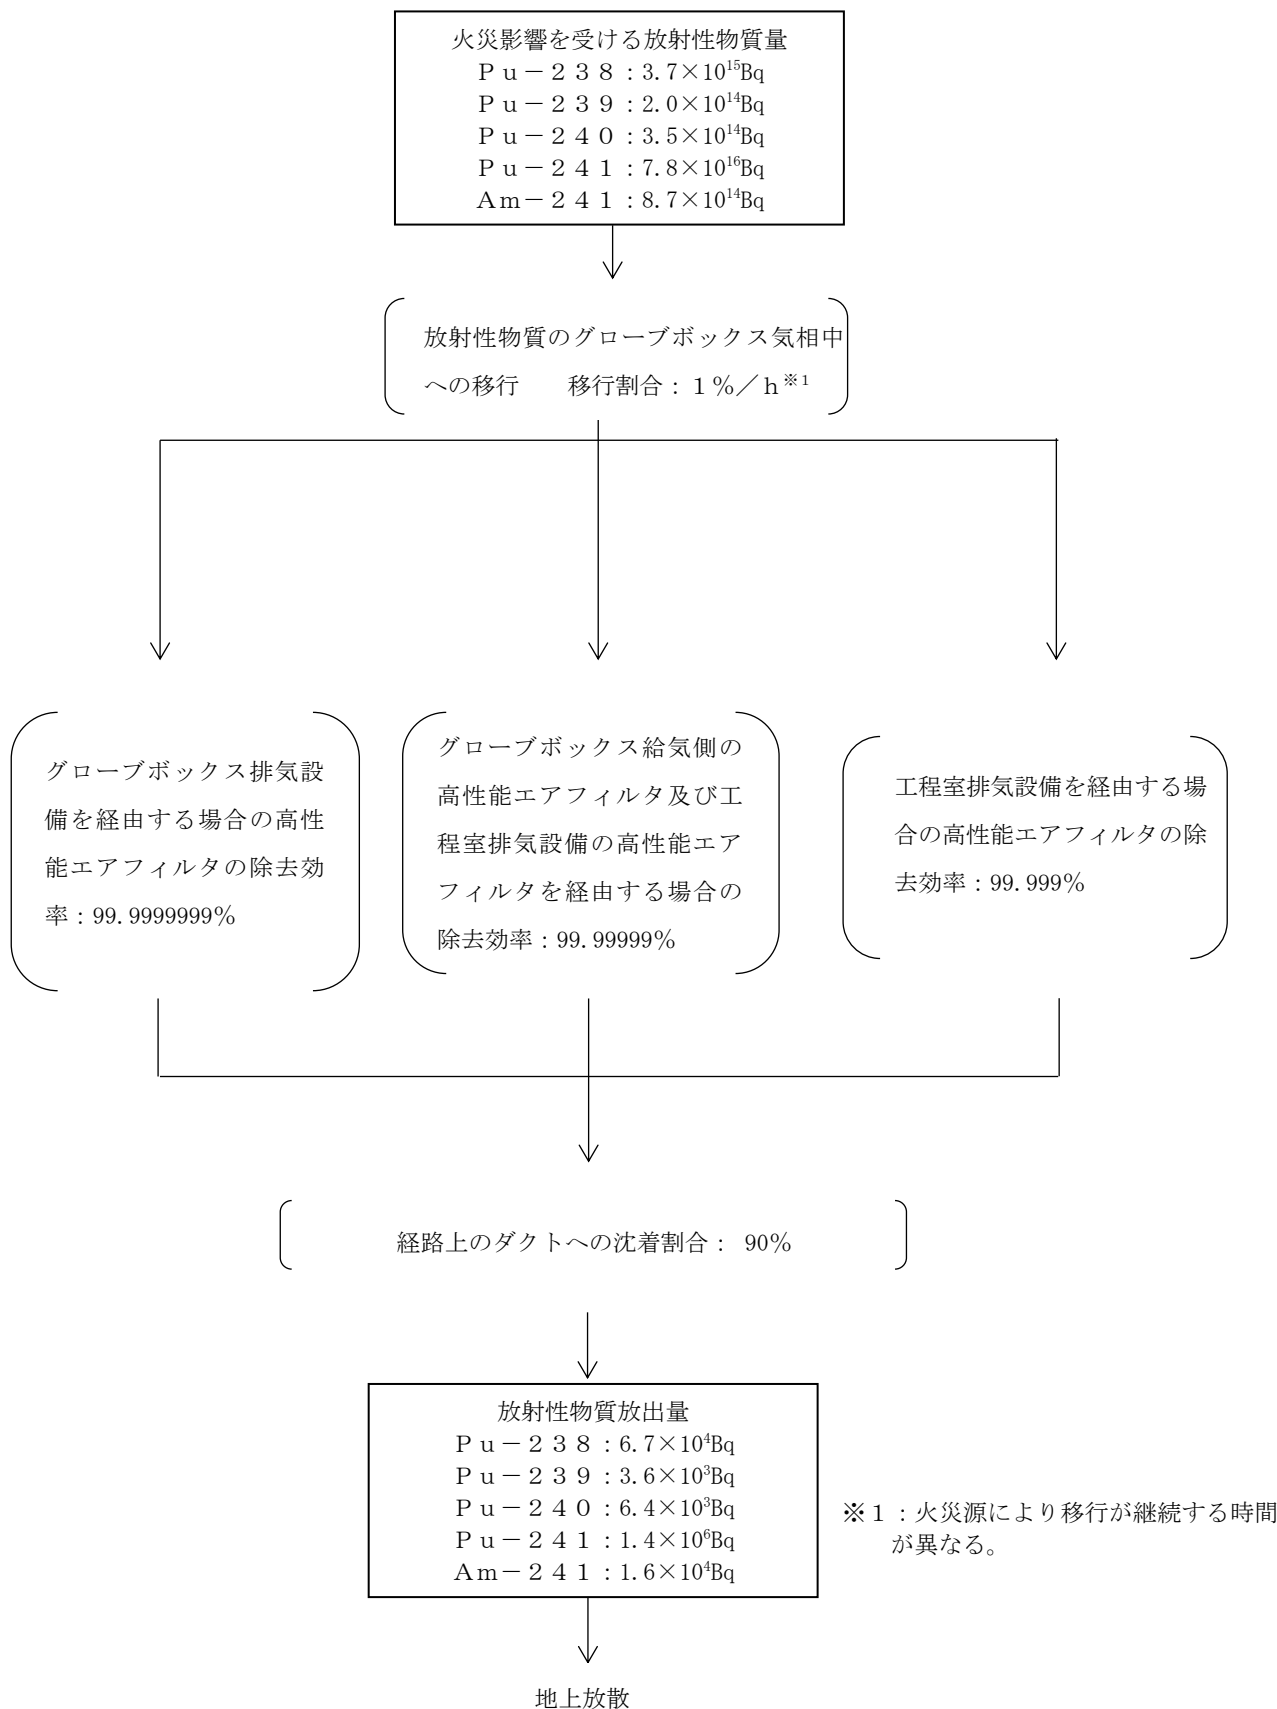 火災影響を受ける放射性物質量
Ｐｕ－２３８：3.7×10¹⁵Bq
Ｐｕ－２３９：2.0×10¹⁴Bq
Ｐｕ－２４０：3.5×10¹⁴Bq
Ｐｕ－２４１：7.8×10¹⁶Bq
Ａｍ－２４１：8.7×10¹⁴Bq
放射性物質のグローブボックス気相中
への移行　　移行割合：１％／ｈ※1
グローブボックス排気設
備を経由する場合の高性
能エアフィルタの除去効
率：99.9999999％
グローブボックス給気側の
高性能エアフィルタ及び工
程室排気設備の高性能エア
フィルタを経由する場合の
除去効率：99.99999％
工程室排気設備を経由する場
合の高性能エアフィルタの除
去効率：99.999％
経路上のダクトへの沈着割合： 90％
放射性物質放出量
Ｐｕ－２３８：6.7×10⁴Bq
Ｐｕ－２３９：3.6×10³Bq
Ｐｕ－２４０：6.4×10³Bq
Ｐｕ－２４１：1.4×10⁶Bq
Ａｍ－２４１：1.6×10⁴Bq
※１：火災源により移行が継続する時間
が異なる。
地上放散